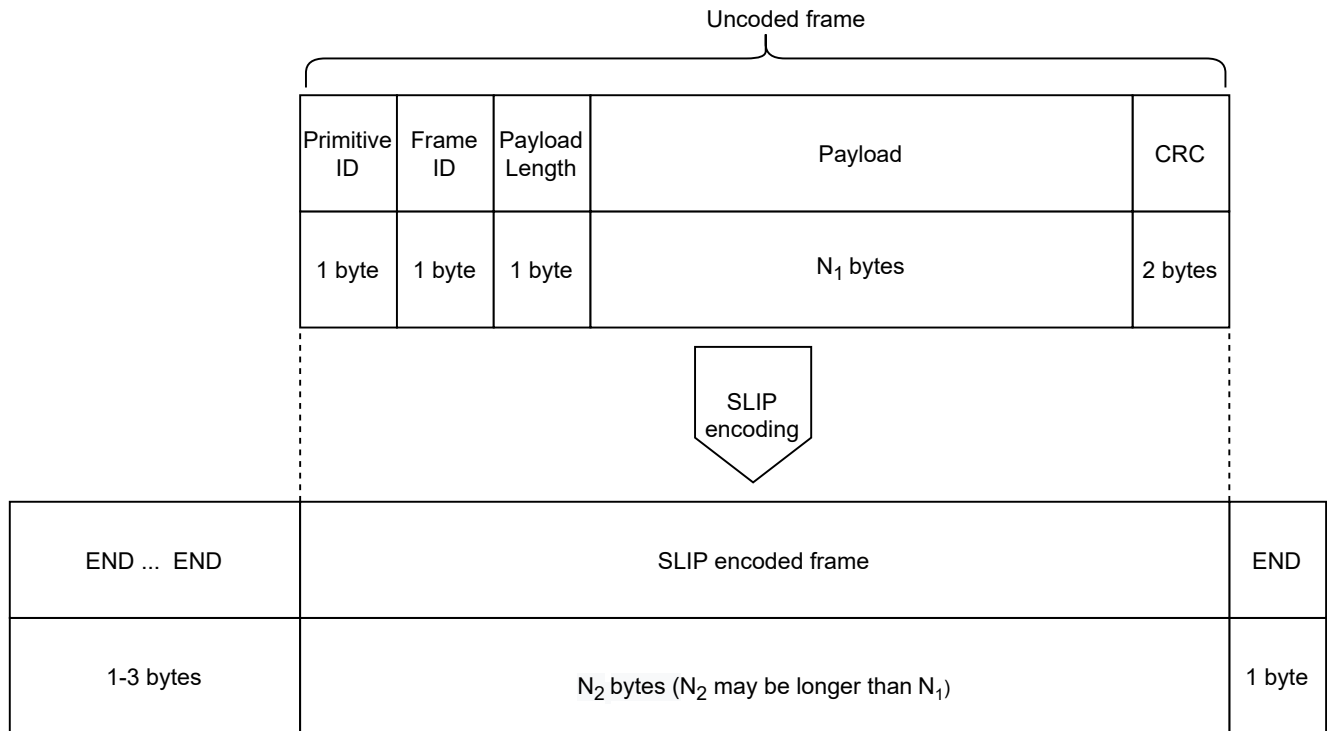 Uncoded frame
Primitive
ID
Frame
ID
Payload
Length
Payload
CRC
1 byte
1 byte
1 byte
N₁ bytes
2 bytes
SLIP
encoding
END ... END
SLIP encoded frame
END
1-3 bytes
N₂ bytes (N₂ may be longer than N₁)
1 byte